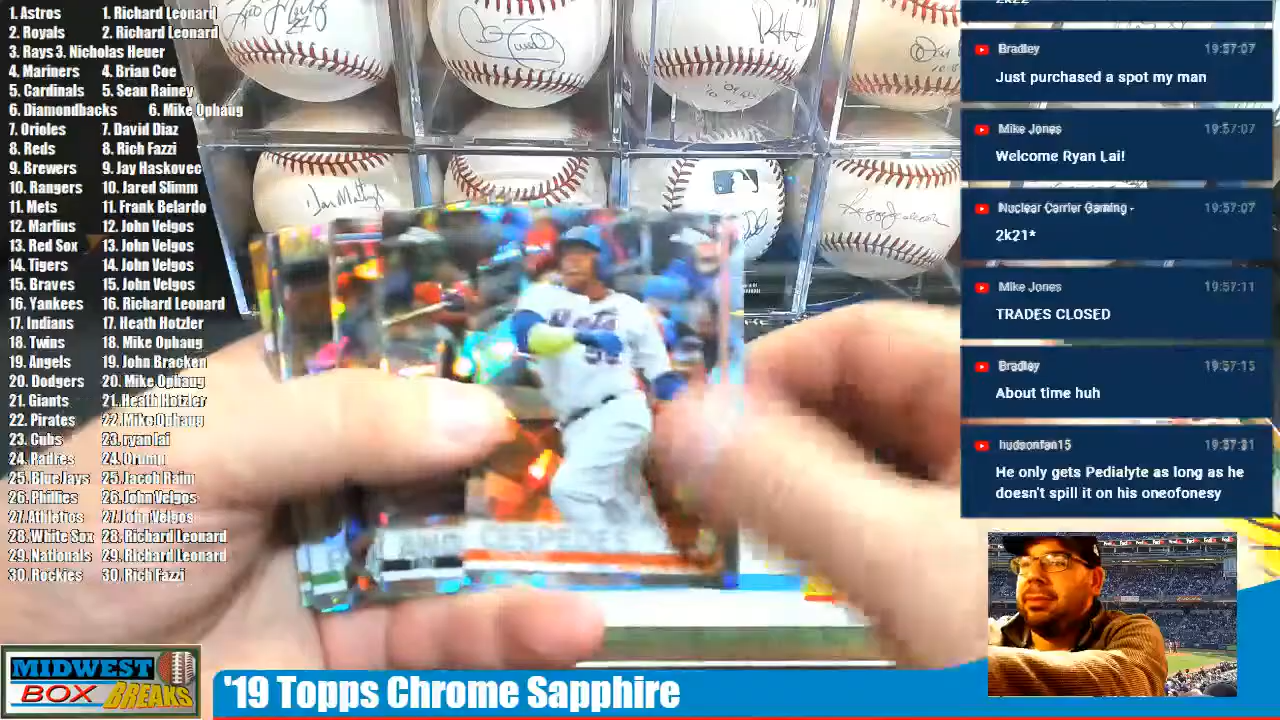 1. Astros 1. Richard Leonard
2. Royals 2. Richard Leonard
3. Rays 3. Nicholas Heuer
4. Mariners 4. Brian Coe
5. Cardinals 5. Sean Rainey
6. Diamondbacks 6. Mike Ophaug
7. Orioles 7. David Diaz
8. Reds 8. Rich Fazzi
9. Brewers 9. Jay Haskovec
10. Rangers 10. Jared Slimm
11. Mets 11. Frank Belardo
12. Marlins 12. John Velgos
13. Red Sox 13. John Velgos
14. Tigers 14. John Velgos
15. Braves 15. John Velgos
16. Yankees 16. Richard Leonard
17. Indians 17. Heath Hotzler
18. Twins 18. Mike Ophaug
19. Angels 19. John Bracken
20. Dodgers 20. Mike Ophaug
21. Giants 21. Heath Hotzler
22. Pirates 22. Mike Ophaug
23. Cubs 23. ryan lai
24. Padres 24. Drump
25. Blue Jays 25. Jacob Raim
26. Phillies 26. John Velgos
27. Athletics 27. John Velgos
28. White Sox 28. Richard Leonard
29. Nationals 29. Richard Leonard
30. Rockies 30. Rich Fazzi
CESPEDES
Bradley 19:57:07
Just purchased a spot my man
Mike Jones 19:57:07
Welcome Ryan Lai!
Nuclear Carrier Gaming - 19:57:07
2k21*
Mike Jones 19:57:11
TRADES CLOSED
Bradley 19:57:15
About time huh
hudsonfan15 19:57:31
He only gets Pedialyte as long as he
doesn't spill it on his oneofonesy
MIDWEST
BOX BREAKS
'19 Topps Chrome Sapphire